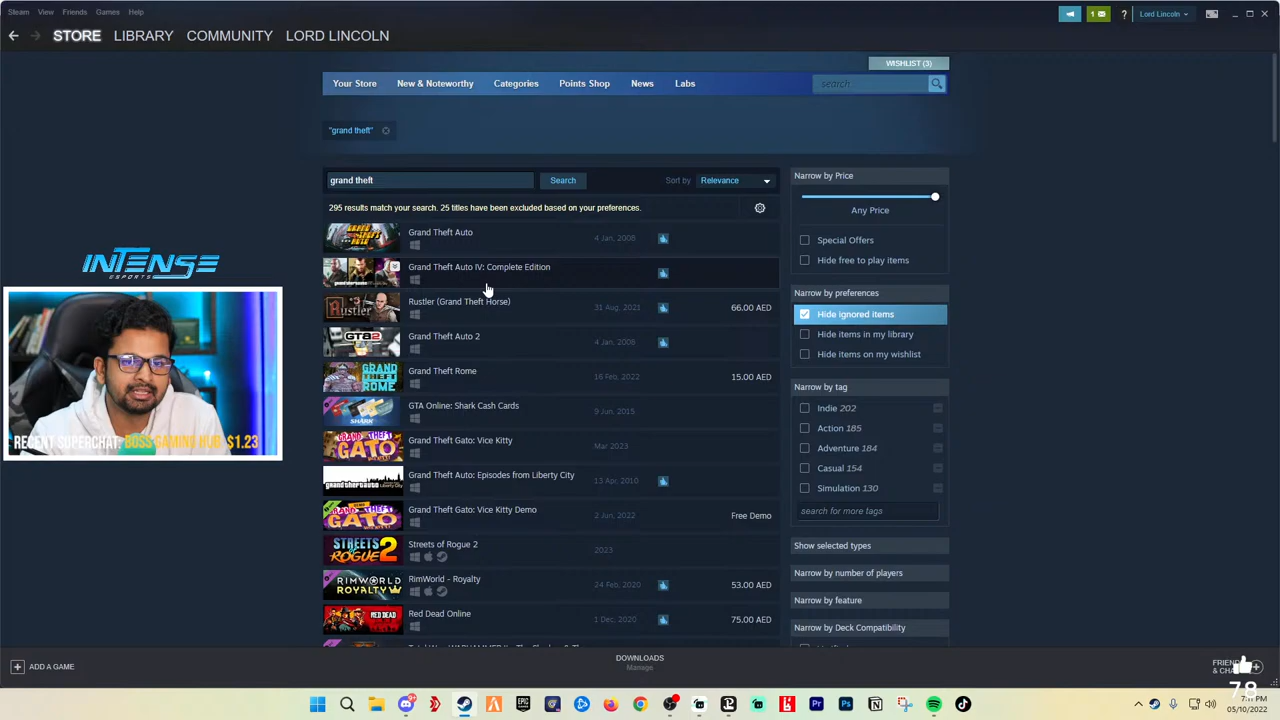 Steam View Friends Games Help
1
?
Lord Lincoln
STORE LIBRARY COMMUNITY LORD LINCOLN
WISHLIST (3)
Your Store New & Noteworthy Categories Points Shop News Labs search
"grand theft"
grand theft Search Sort by Relevance
295 results match your search. 25 titles have been excluded based on your preferences.
Grand Theft Auto 4 Jan, 2008
Grand Theft Auto IV: Complete Edition
Rustler (Grand Theft Horse) 31 Aug, 2021 66.00 AED
Grand Theft Auto 2 4 Jan, 2008
Grand Theft Rome 16 Feb, 2022 15.00 AED
GTA Online: Shark Cash Cards 9 Jun, 2015
Grand Theft Gato: Vice Kitty Mar 2023
Grand Theft Auto: Episodes from Liberty City 13 Apr, 2010
Grand Theft Gato: Vice Kitty Demo 2 Jun, 2022 Free Demo
Streets of Rogue 2 2023
RimWorld - Royalty 24 Feb, 2020 53.00 AED
Red Dead Online 1 Dec, 2020 75.00 AED
Narrow by Price
Any Price
Special Offers
Hide free to play items
Narrow by preferences
Hide ignored items
Hide items in my library
Hide items on my wishlist
Narrow by tag
Indie 202
Action 185
Adventure 184
Casual 154
Simulation 130
search for more tags
Show selected types
Narrow by number of players
Narrow by feature
Narrow by Deck Compatibility
INTENSE
ESPORTS
RECENT SUPERCHAT: BOSS GAMING HUB, $1.23
ADD A GAME
DOWNLOADS
Manage
78
05/10/2022